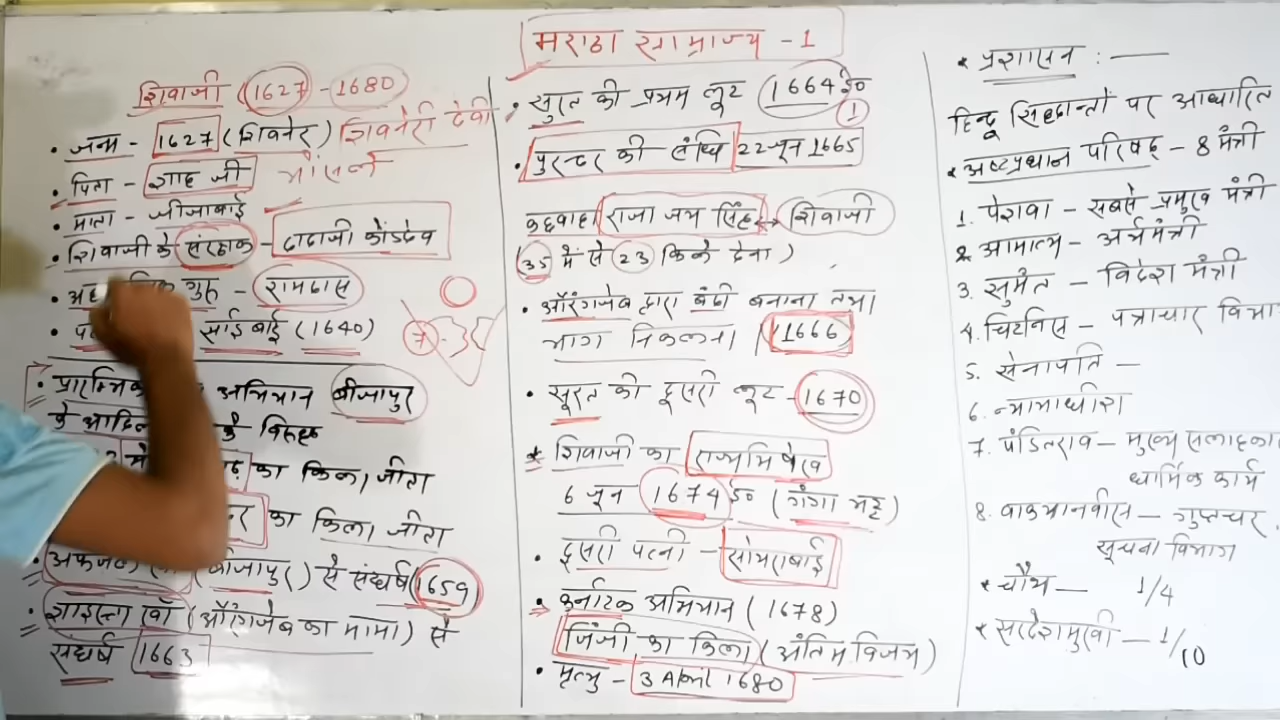 मराठा साम्राज्य - 1
शिवाजी (1627 - 1680)
• जन्म - 1627 (शिवनेर) शिवनेरी देवी
• पिता - शाह जी भोंसले
• माता - जीजाबाई
• शिवाजी के संरक्षक - दादाजी कोंडदेव
गुरु - रामदास
साईबाई (1640)
7
• प्रारम्भिक अभियान बीजापुर
के विरुद्ध
का किला जीता
का किला जीता
(बीजापुर) से संघर्ष 1659
• शाइस्ता खाँ (औरंगजेब का मामा) से
संघर्ष 1663
• सूरत की प्रथम लूट 1664 ई०
1
• पुरन्दर की संधि 22 जून 1665
कछवाहा राजा जय सिंह → शिवाजी
(35 में से 23 किले देना)
• औरंगजेब द्वारा बंदी बनाना तथा
भाग निकलना (1666)
• सूरत की दूसरी लूट - 1670
* शिवाजी का राज्यभिषेख
6 जून 1674 ई० (गंगा भट्ट)
• दूसरी पत्नी - सोयराबाई
• कर्नाटक अभियान (1678)
जिंजी का किला (अंतिम विजय)
• मृत्यु - 3 April 1680
* प्रशासन : —
हिन्दू सिद्धान्तों पर आधारित
* अष्टप्रधान परिषद - 8 मंत्री
1. पेशवा - सबसे प्रमुख मंत्री
2. आमात्य - अर्थमंत्री
3. सुमंत - विदेश मंत्री
4. चिटनिस - पत्राचार विभा
5. सेनापति -
6. न्यायाधीश
7. पंडितराव - मुख्य सलाहका
धार्मिक कार्य
8. वाकयानवीस - गुप्तचर
सूचना विभाग
* चौथ — 1/4
* सरदेशमुखी - 1/10